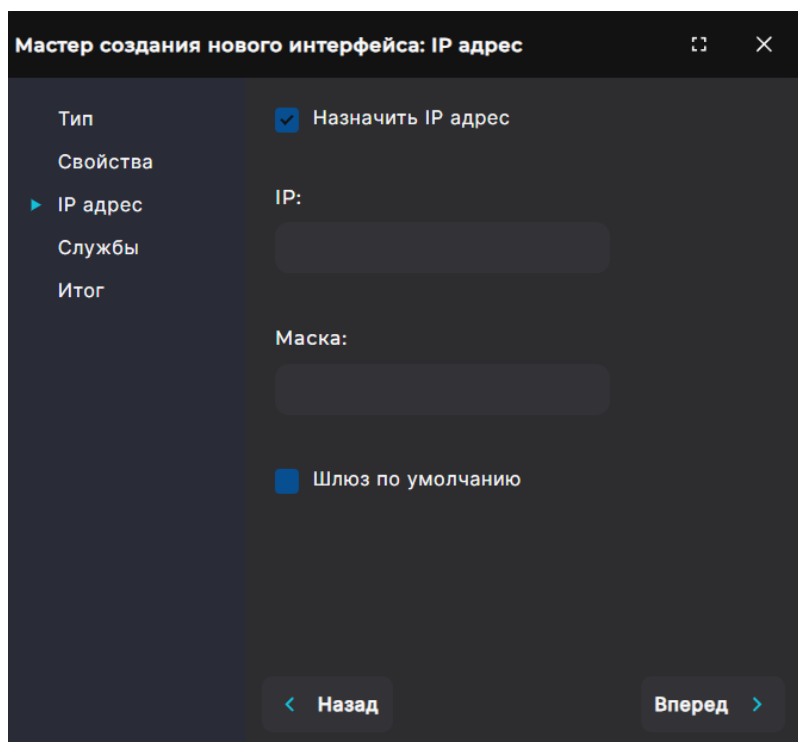 Мастер создания нового интерфейса: IP адрес
Тип
Свойства
IP адрес
Службы
Итог
Назначить IP адрес
IP:
Маска:
Шлюз по умолчанию
Назад
Вперед